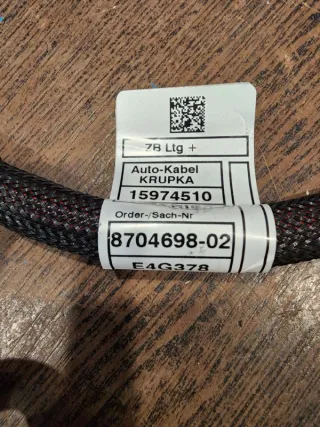 ZB Ltg +
Auto-Kabel
KRUPKA
15974510
Order-/Sach-Nr
8704698-02
E4G378